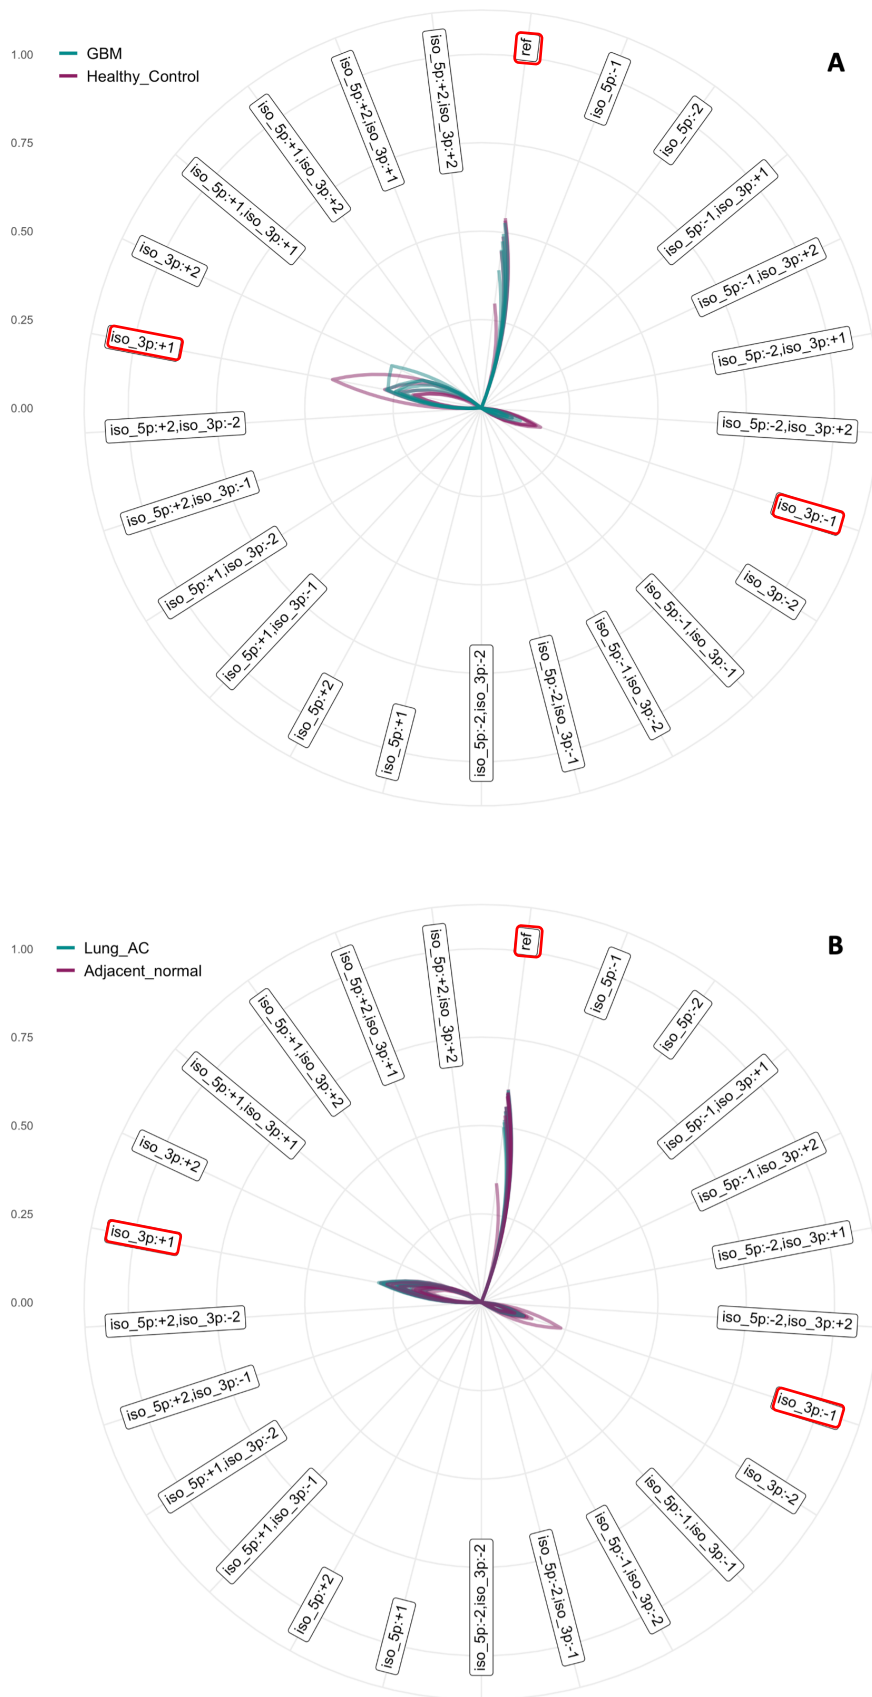 A
GBM
Healthy_Control
1.00
0.75
0.50
0.25
0.00
ref
iso_5p:-1
iso_5p:-2
iso_5p:-1,iso_3p:+1
iso_5p:-1,iso_3p:+2
iso_5p:-2,iso_3p:+1
iso_5p:-2,iso_3p:+2
iso_3p:-1
iso_3p:-2
iso_5p:-1,iso_3p:-1
iso_5p:-1,iso_3p:-2
iso_5p:-2,iso_3p:-1
iso_5p:-2,iso_3p:-2
iso_5p:+1
iso_5p:+2
iso_5p:+1,iso_3p:-1
iso_5p:+1,iso_3p:-2
iso_5p:+2,iso_3p:-1
iso_5p:+2,iso_3p:-2
iso_3p:+1
iso_3p:+2
iso_5p:+1,iso_3p:+1
iso_5p:+1,iso_3p:+2
iso_5p:+2,iso_3p:+1
iso_5p:+2,iso_3p:+2
B
Lung_AC
Adjacent_normal
1.00
0.75
0.50
0.25
0.00
ref
iso_5p:-1
iso_5p:-2
iso_5p:-1,iso_3p:+1
iso_5p:-1,iso_3p:+2
iso_5p:-2,iso_3p:+1
iso_5p:-2,iso_3p:+2
iso_3p:-1
iso_3p:-2
iso_5p:-1,iso_3p:-1
iso_5p:-1,iso_3p:-2
iso_5p:-2,iso_3p:-1
iso_5p:-2,iso_3p:-2
iso_5p:+1
iso_5p:+2
iso_5p:+1,iso_3p:-1
iso_5p:+1,iso_3p:-2
iso_5p:+2,iso_3p:-1
iso_5p:+2,iso_3p:-2
iso_3p:+1
iso_3p:+2
iso_5p:+1,iso_3p:+1
iso_5p:+1,iso_3p:+2
iso_5p:+2,iso_3p:+1
iso_5p:+2,iso_3p:+2